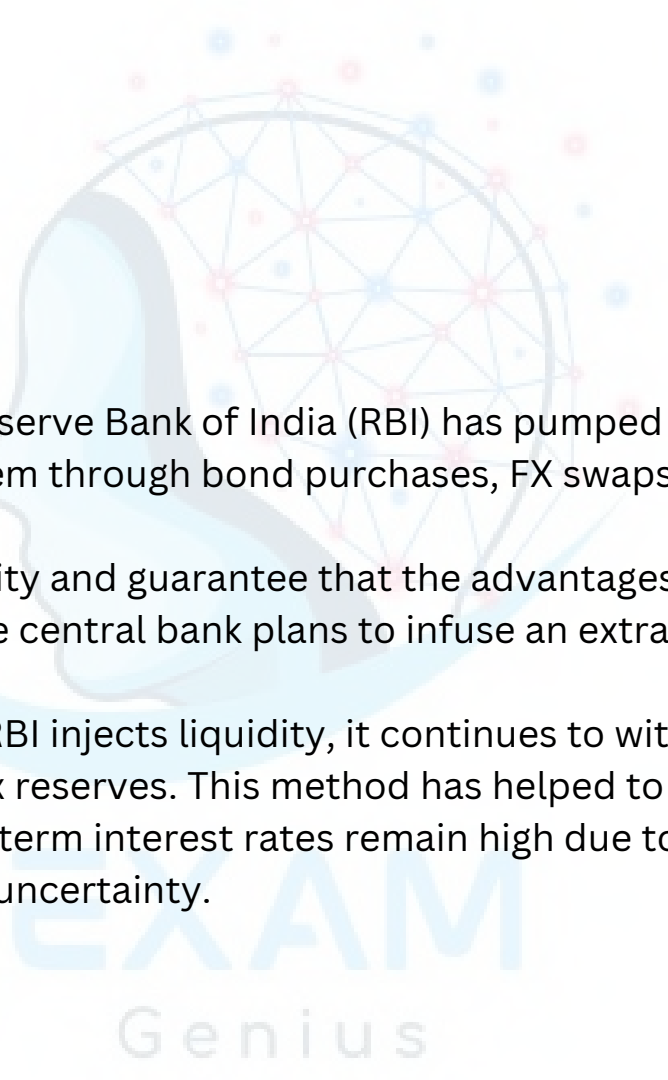 serve Bank of India (RBI) has pumped
em through bond purchases, FX swaps
ity and guarantee that the advantages
e central bank plans to infuse an extra
RBI injects liquidity, it continues to wit
x reserves. This method has helped to
term interest rates remain high due to
uncertainty.
EXAM
Genius